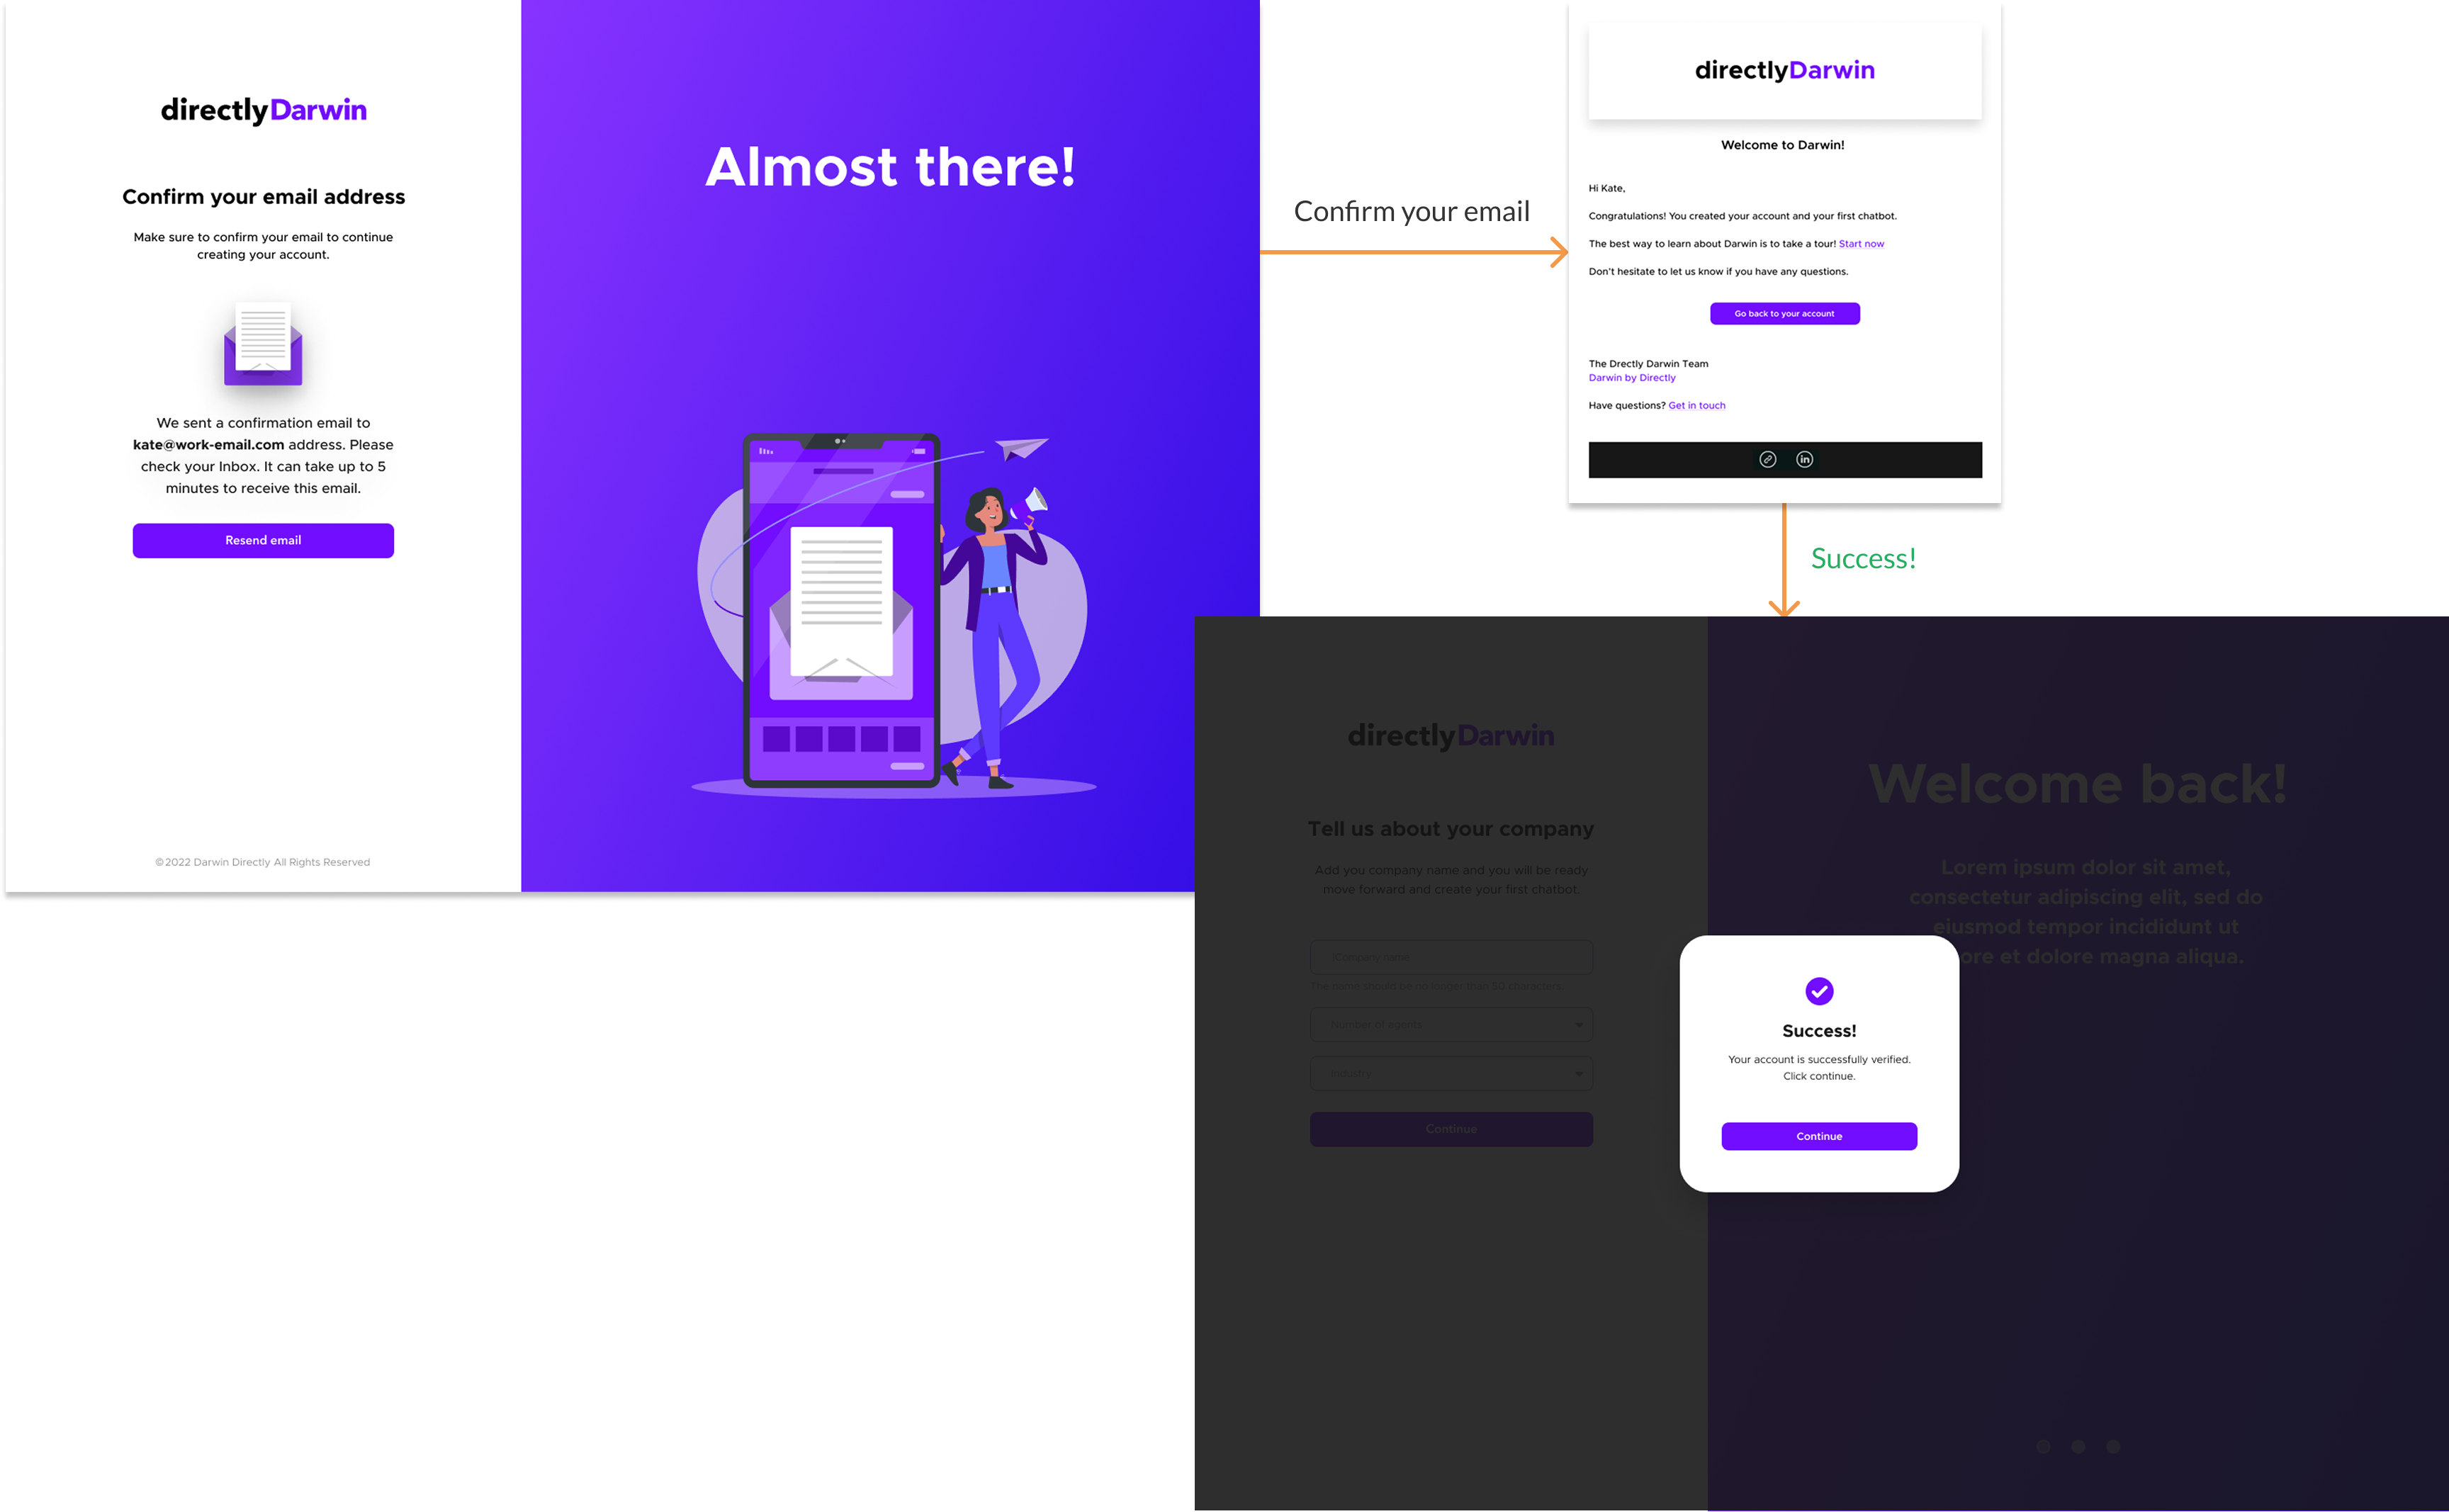 directlyDarwin
Confirm your email address
Make sure to confirm your email to continue
creating your account.
We sent a confirmation email to
kate@work-email.com address. Please
check your Inbox. It can take up to 5
minutes to receive this email.
Resend email
©2022 Darwin Directly All Rights Reserved
Almost there!
Confirm your email
directlyDarwin
Welcome to Darwin!
Hi Kate,
Congratulations! You created your account and your first chatbot.
The best way to learn about Darwin is to take a tour! Start now
Don't hesitate to let us know if you have any questions.
Go back to your account
The Drectly Darwin Team
Darwin by Directly
Have questions? Get in touch
in
Success!
directlyDarwin
Tell us about your company
Add you company name and you will be ready
move forward and create your first chatbot.
Company name
The name should be no longer than 50 characters
Number of agents
Industry
Continue
Welcome back!
Lorem ipsum dolor sit amet,
consectetur adipiscing elit, sed do
eiusmod tempor incididunt ut
ore et dolore magna aliqua.
Success!
Your account is successfully verified.
Click continue.
Continue